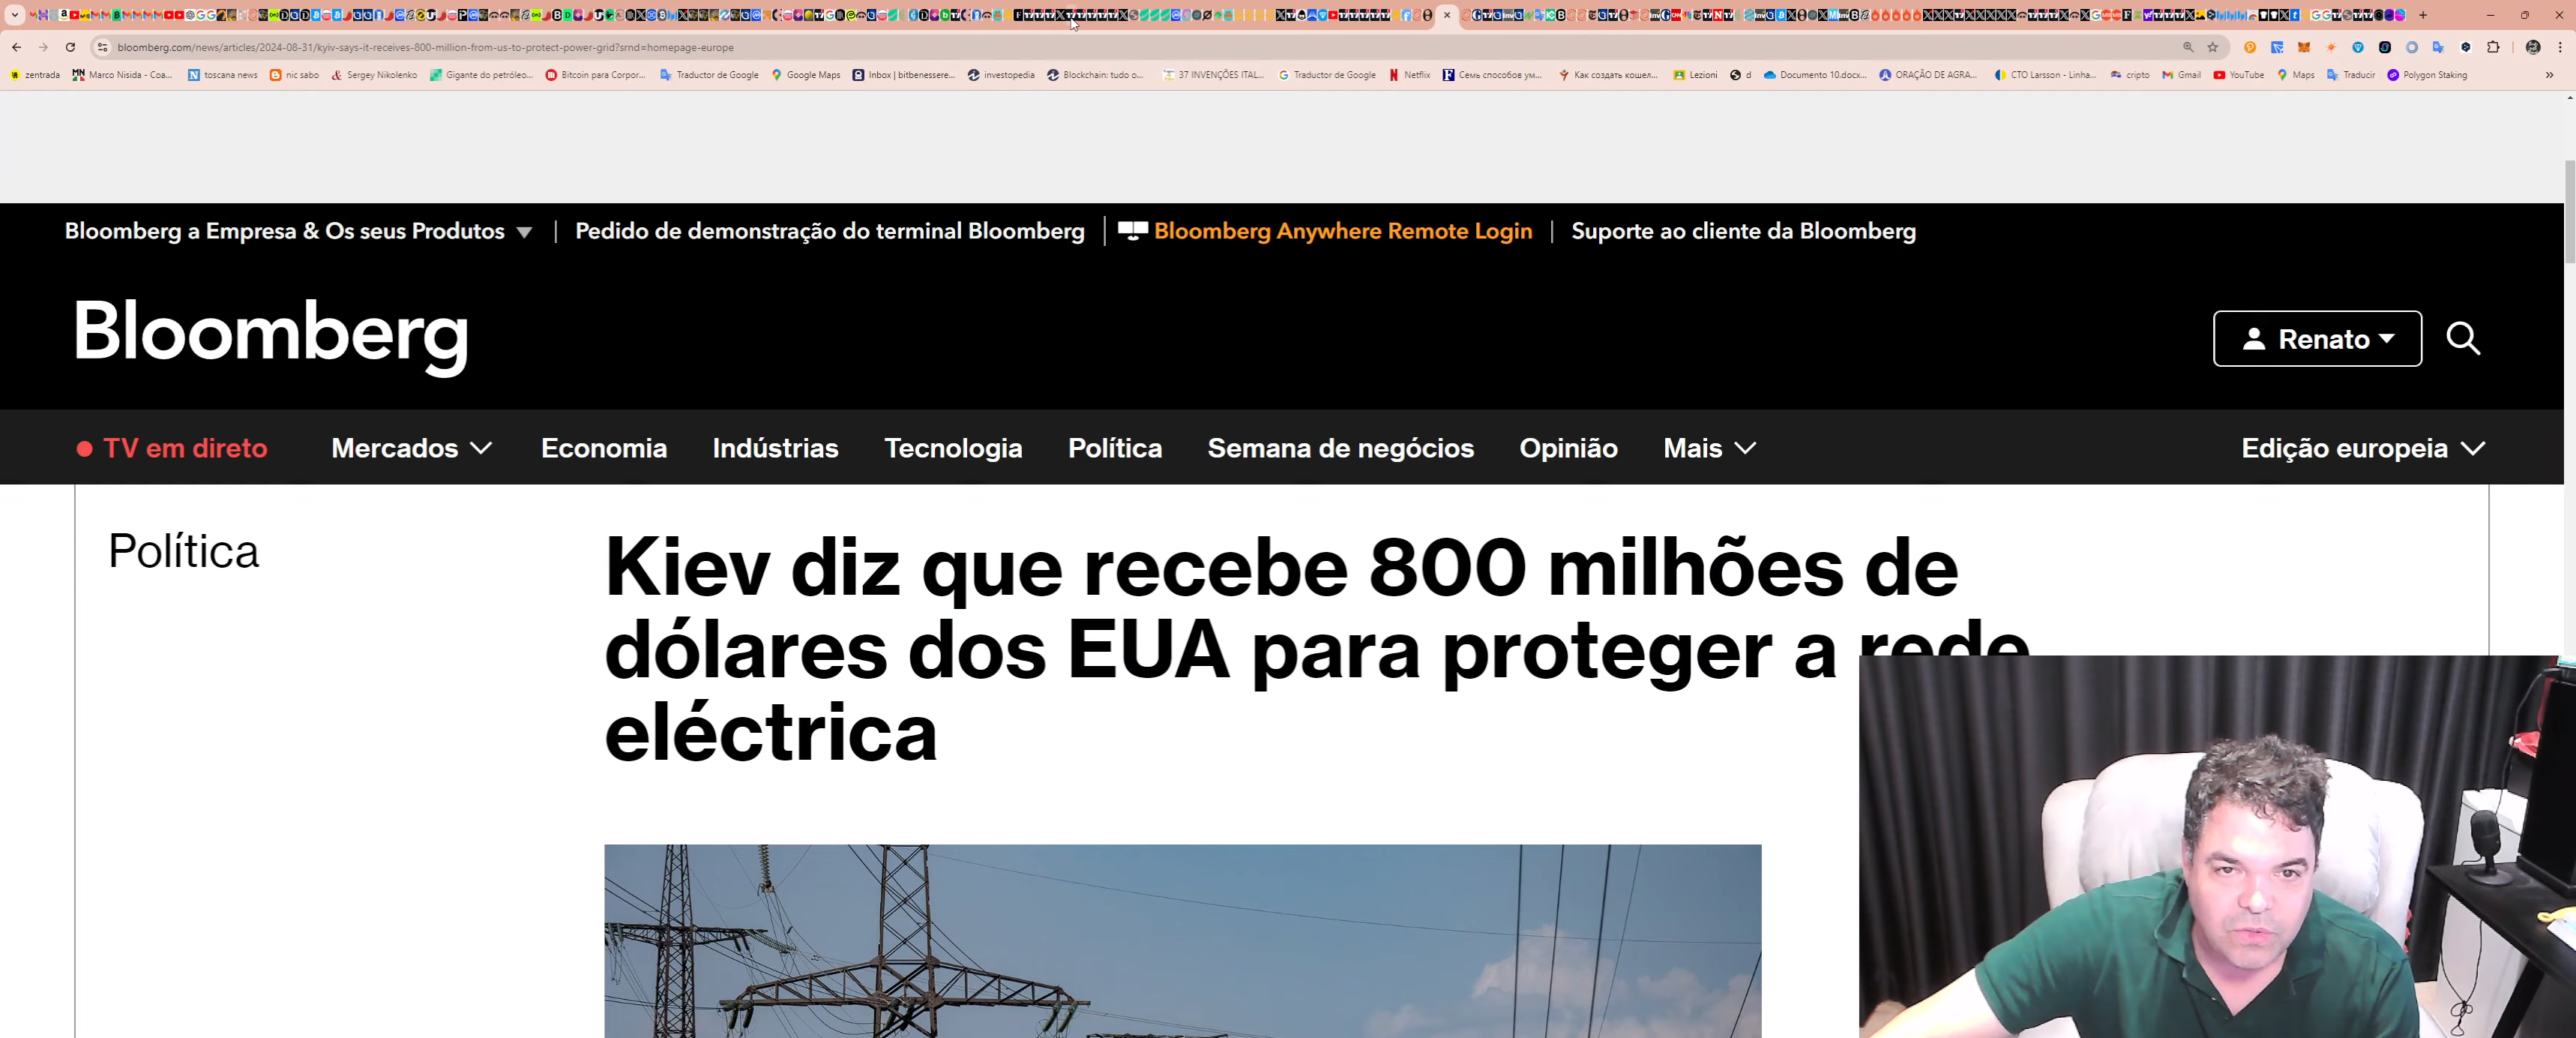 bloomberg.com/news/articles/2024-08-31/kyiv-says-it-receives-800-million-from-us-to-protect-power-grid?srnd=homepage-europe
zentrada Marco Nisida - Coa... toscana news nic sabo Sergey Nikolenko Gigante do petróleo... Bitcoin para Corpor... Traductor de Google Google Maps Inbox | bitbenessere... investopedia Blockchain: tudo o... 37 INVENÇÕES ITAL... Traductor de Google Netflix Семь способов ум... Как создать кошел... Lezioni d Documento 10.docx... ORAÇÃO DE AGRA... CTO Larsson - Linha... cripto Gmail YouTube Maps Traducir Polygon Staking »
Bloomberg a Empresa & Os seus Produtos | Pedido de demonstração do terminal Bloomberg | Bloomberg Anywhere Remote Login | Suporte ao cliente da Bloomberg
Bloomberg
Renato
TV em direto Mercados Economia Indústrias Tecnologia Política Semana de negócios Opinião Mais Edição europeia
Política
Kiev diz que recebe 800 milhões de
dólares dos EUA para proteger a rede
eléctrica